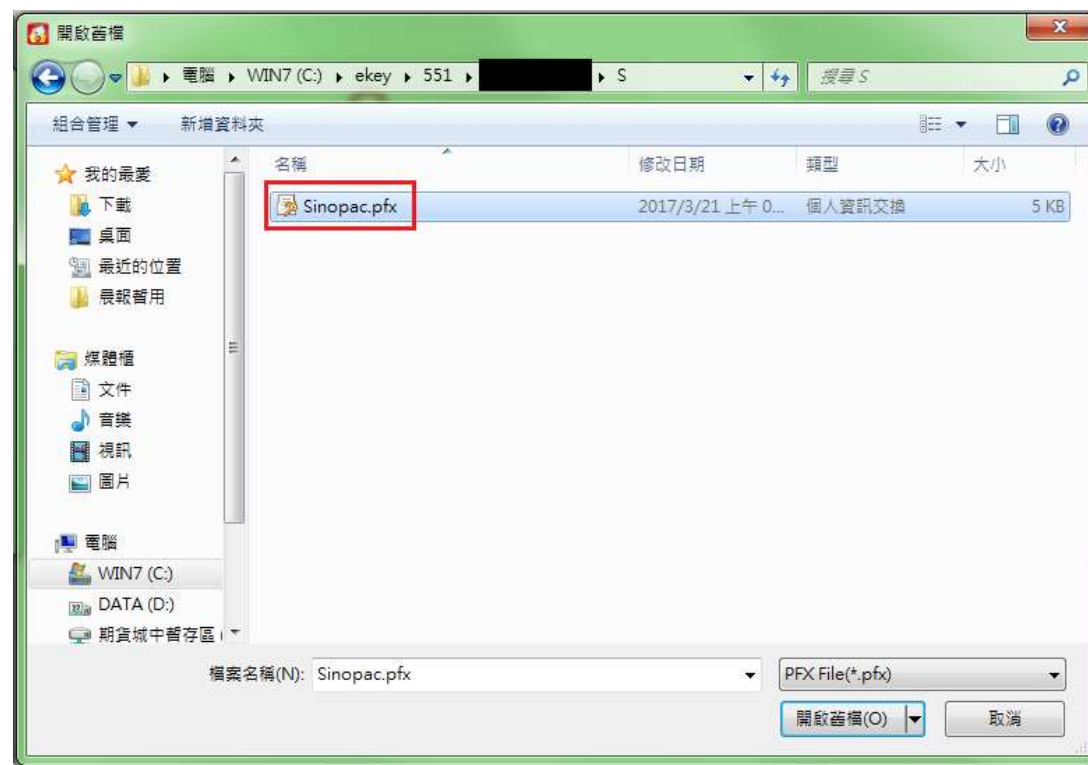 開啟舊檔
電腦 ▸ WIN7 (C:) ▸ ekey ▸ 551 ▸ ▸ S
搜尋 S
組合管理 新增資料夾
名稱 修改日期 類型 大小
Sinopac.pfx 2017/3/21 上午 0... 個人資訊交換 5 KB
我的最愛
下載
桌面
最近的位置
晨報暫用
媒體櫃
文件
音樂
視訊
圖片
電腦
WIN7 (C:)
DATA (D:)
期貨城中暫存區 (
檔案名稱(N): Sinopac.pfx PFX File(*.pfx)
開啟舊檔(O) 取消